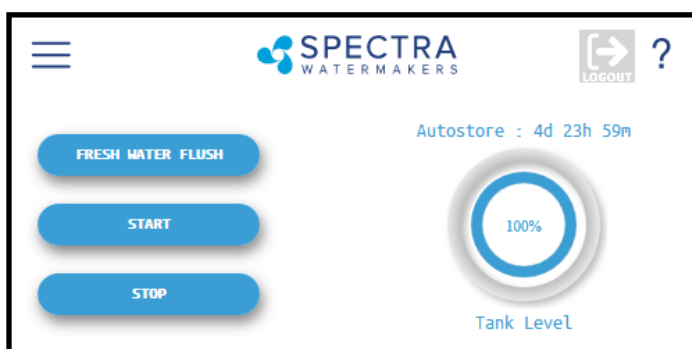 SPECTRA
WATERMAKERS
LOGOUT
?
Autostore : 4d 23h 59m
FRESH WATER FLUSH
START
100%
STOP
Tank Level